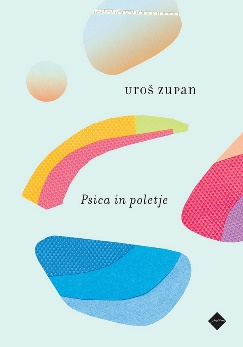 UROŠ ZUPAN
Psica in poletje